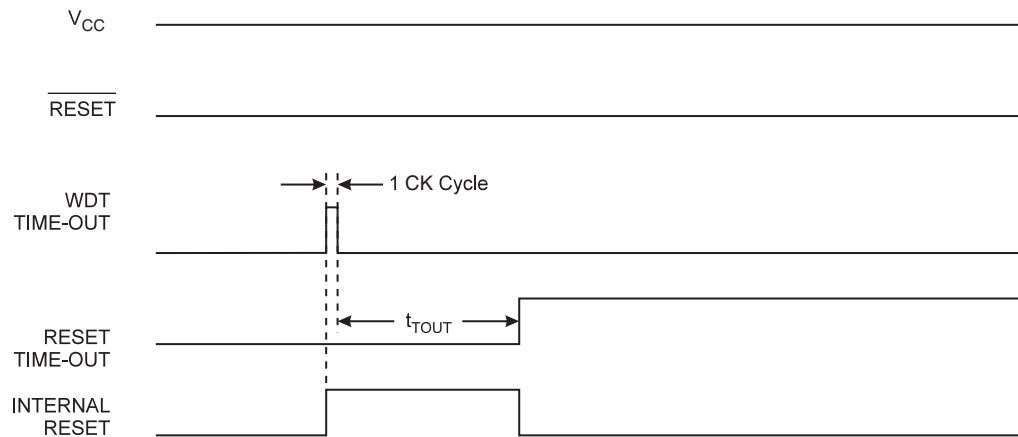 VCC
RESET
1 CK Cycle
WDT
TIME-OUT
tTOUT
RESET
TIME-OUT
INTERNAL
RESET